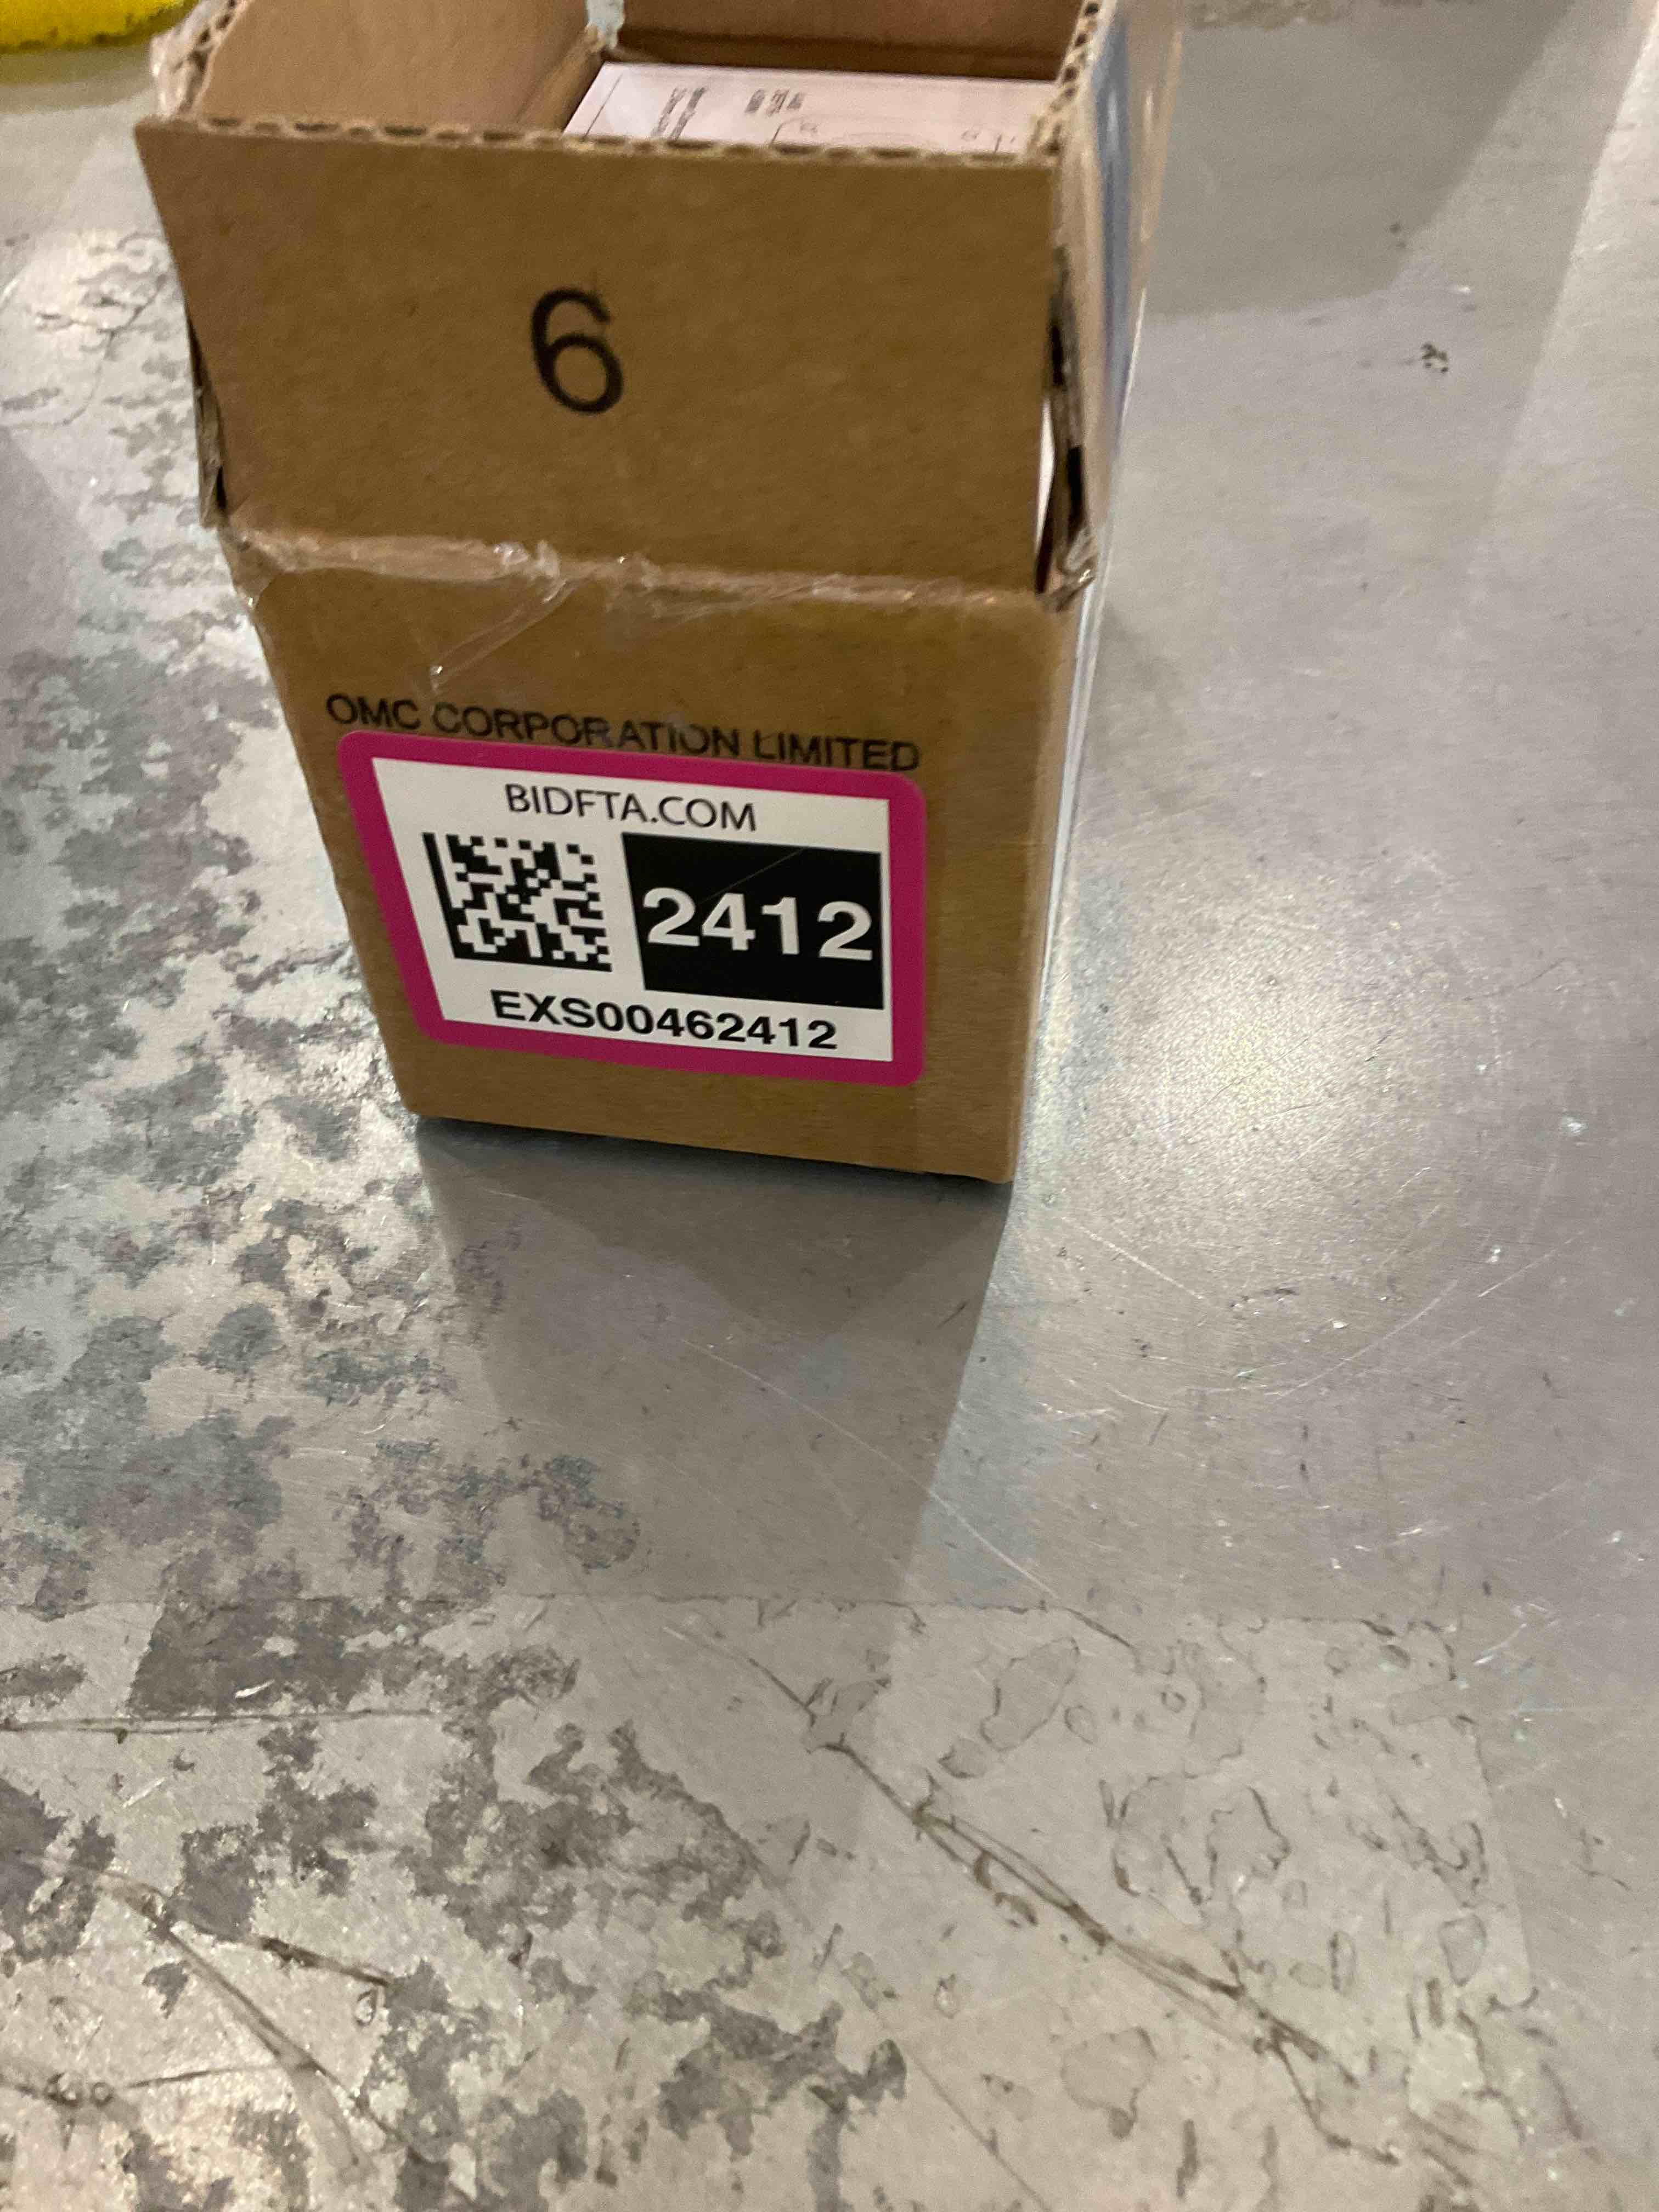 6
OMC CORPORATION LIMITED
BIDFTA.COM
2412
EXS00462412